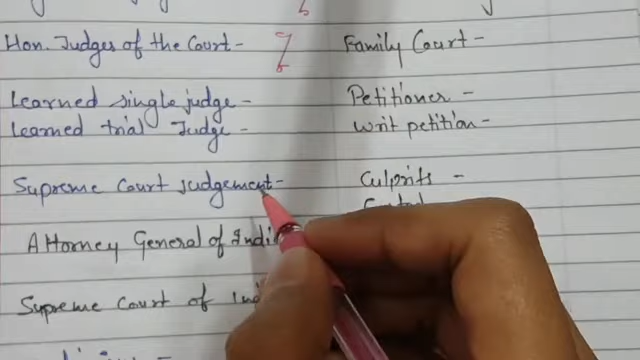 Hon. Judges of the Court -
Family Court -
Learned single judge -
Petitioner -
Learned trial Judge -
Writ petition -
Supreme Court judgement -
Culprits -
Attorney General of
Supreme Court of